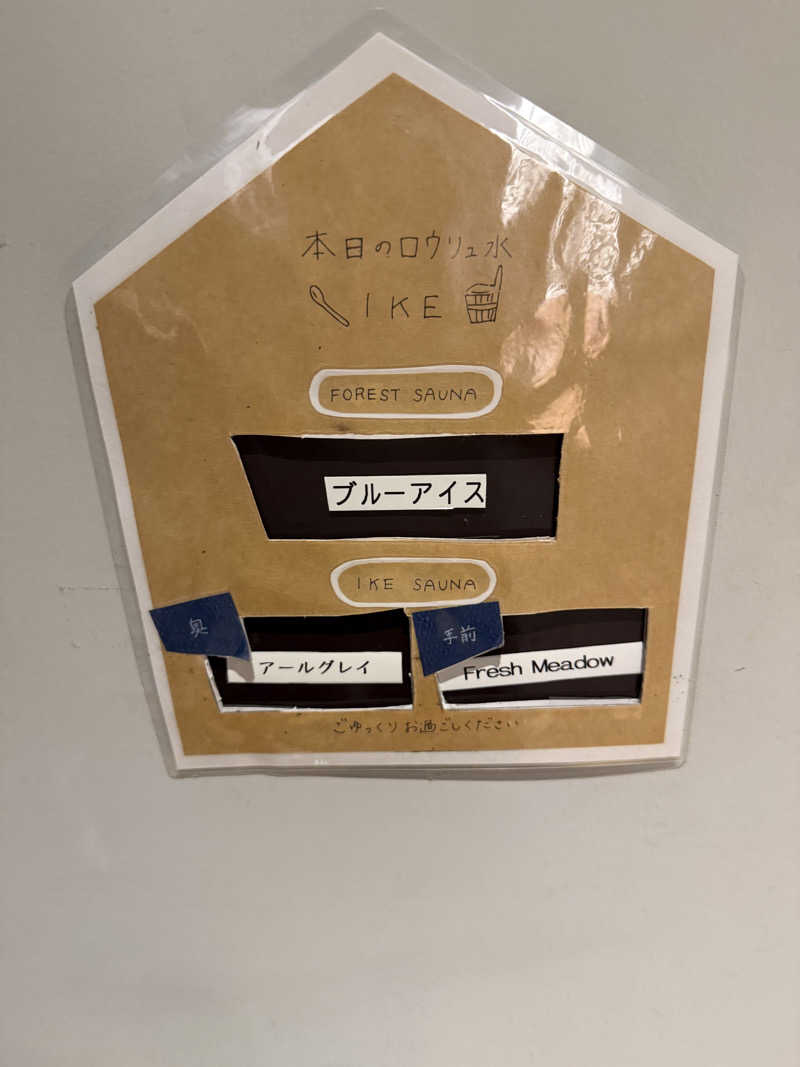 本日のロウリュ水
IKE
FOREST SAUNA
ブルーアイス
IKE SAUNA
奥
アールグレイ
手前
Fresh Meadow
ごゆっくりお過ごしください